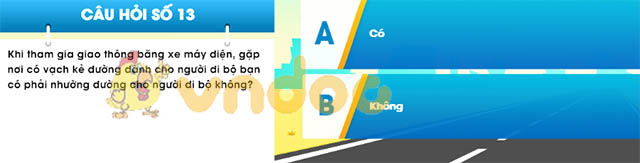 CÂU HỎI SỐ 13
Khi tham gia giao thông bằng xe máy điện, gặp
nơi có vạch kẻ đường dành cho người đi bộ bạn
có phải nhường đường cho người đi bộ không?
A
Có
B
Không
vndoc